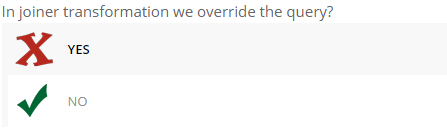 In joiner transformation we override the query?
YES
NO